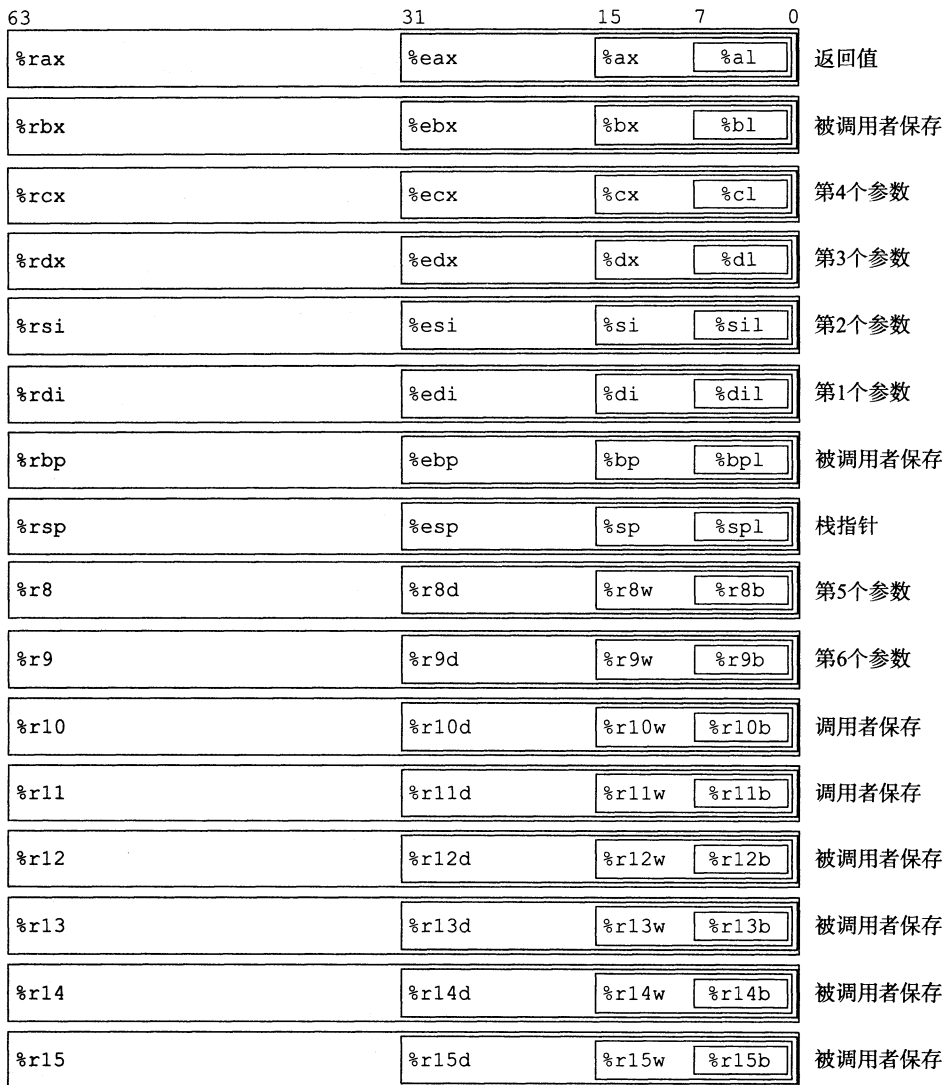 63 31 15 7 0
%rax %eax %ax %al 返回值
%rbx %ebx %bx %bl 被调用者保存
%rcx %ecx %cx %cl 第4个参数
%rdx %edx %dx %dl 第3个参数
%rsi %esi %si %sil 第2个参数
%rdi %edi %di %dil 第1个参数
%rbp %ebp %bp %bpl 被调用者保存
%rsp %esp %sp %spl 栈指针
%r8 %r8d %r8w %r8b 第5个参数
%r9 %r9d %r9w %r9b 第6个参数
%r10 %r10d %r10w %r10b 调用者保存
%r11 %r11d %r11w %r11b 调用者保存
%r12 %r12d %r12w %r12b 被调用者保存
%r13 %r13d %r13w %r13b 被调用者保存
%r14 %r14d %r14w %r14b 被调用者保存
%r15 %r15d %r15w %r15b 被调用者保存